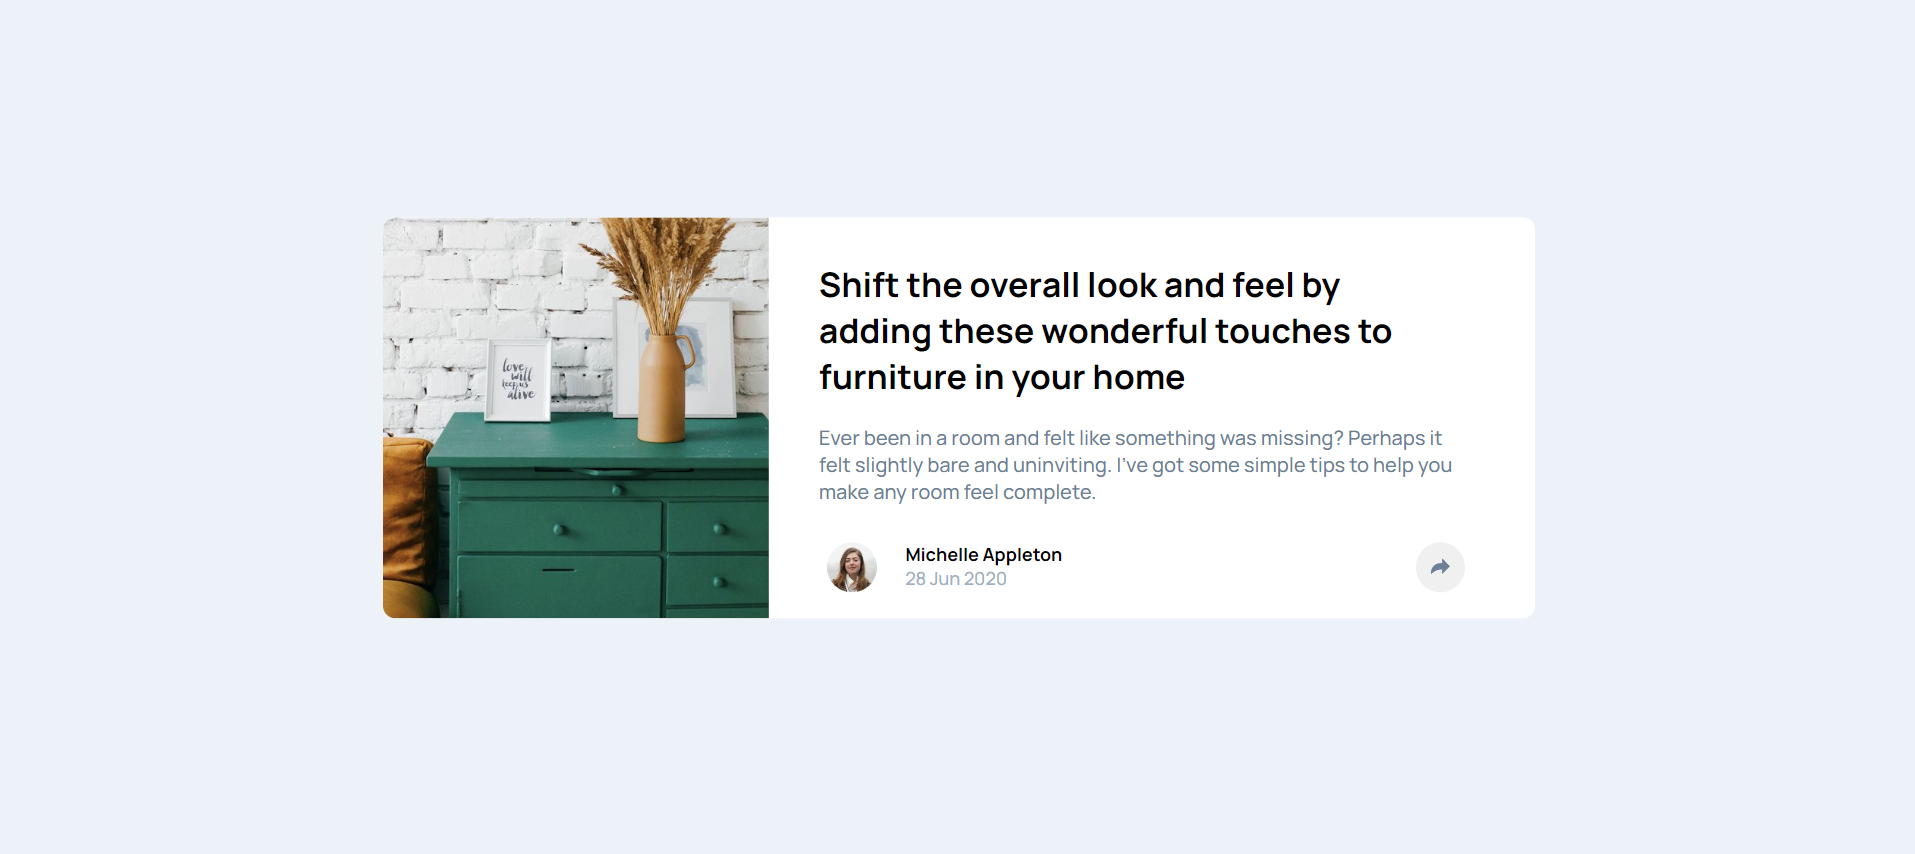 love
will
keep us
alive
Shift the overall look and feel by
adding these wonderful touches to
furniture in your home
Ever been in a room and felt like something was missing? Perhaps it
felt slightly bare and uninviting. I’ve got some simple tips to help you
make any room feel complete.
Michelle Appleton
28 Jun 2020